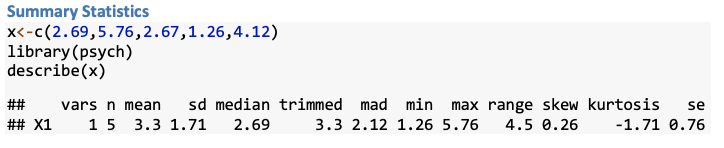 Summary Statistics
x<-c(2.69,5.76,2.67,1.26,4.12)
library(psych)
describe(x)
##    vars n mean   sd median trimmed  mad  min  max range skew kurtosis   se
## X1    1 5  3.3 1.71   2.69     3.3 2.12 1.26 5.76   4.5 0.26    -1.71 0.76